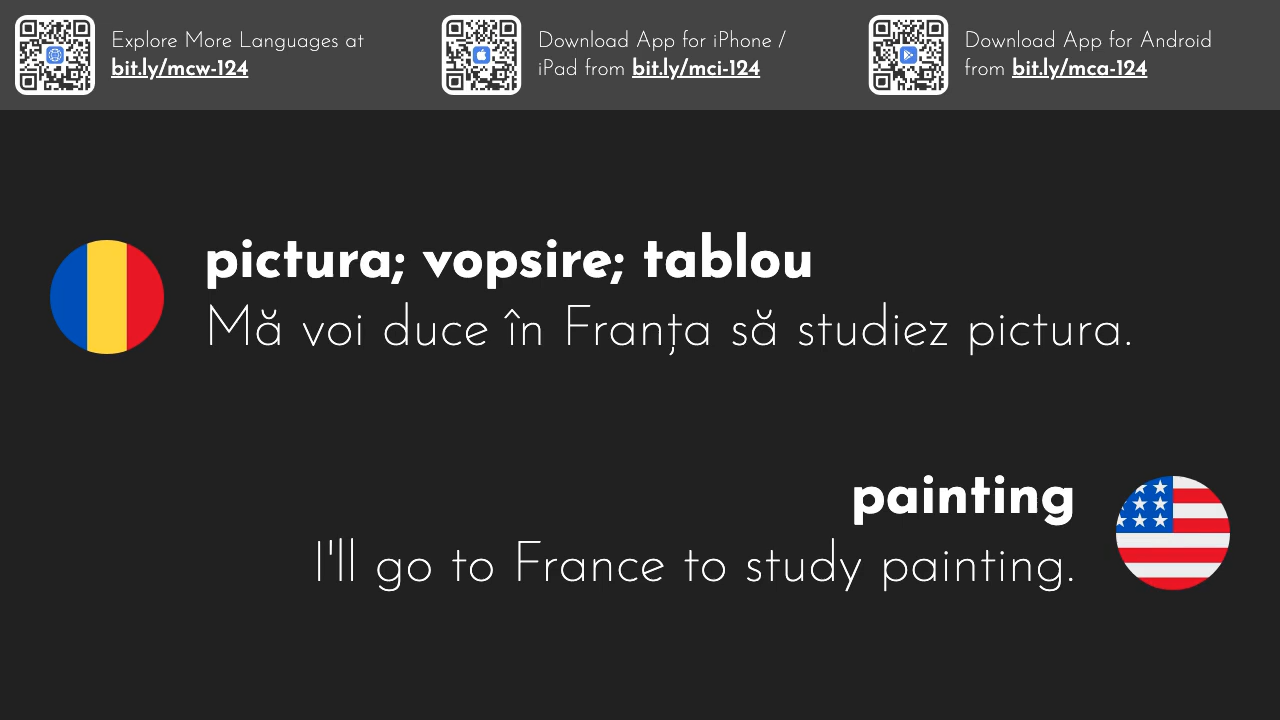 Explore More Languages at
bit.ly/mcw-124
Download App for iPhone /
iPad from bit.ly/mci-124
Download App for Android
from bit.ly/mca-124
pictura; vopsire; tablou
Mă voi duce în Franța să studiez pictura.
painting
I'll go to France to study painting.